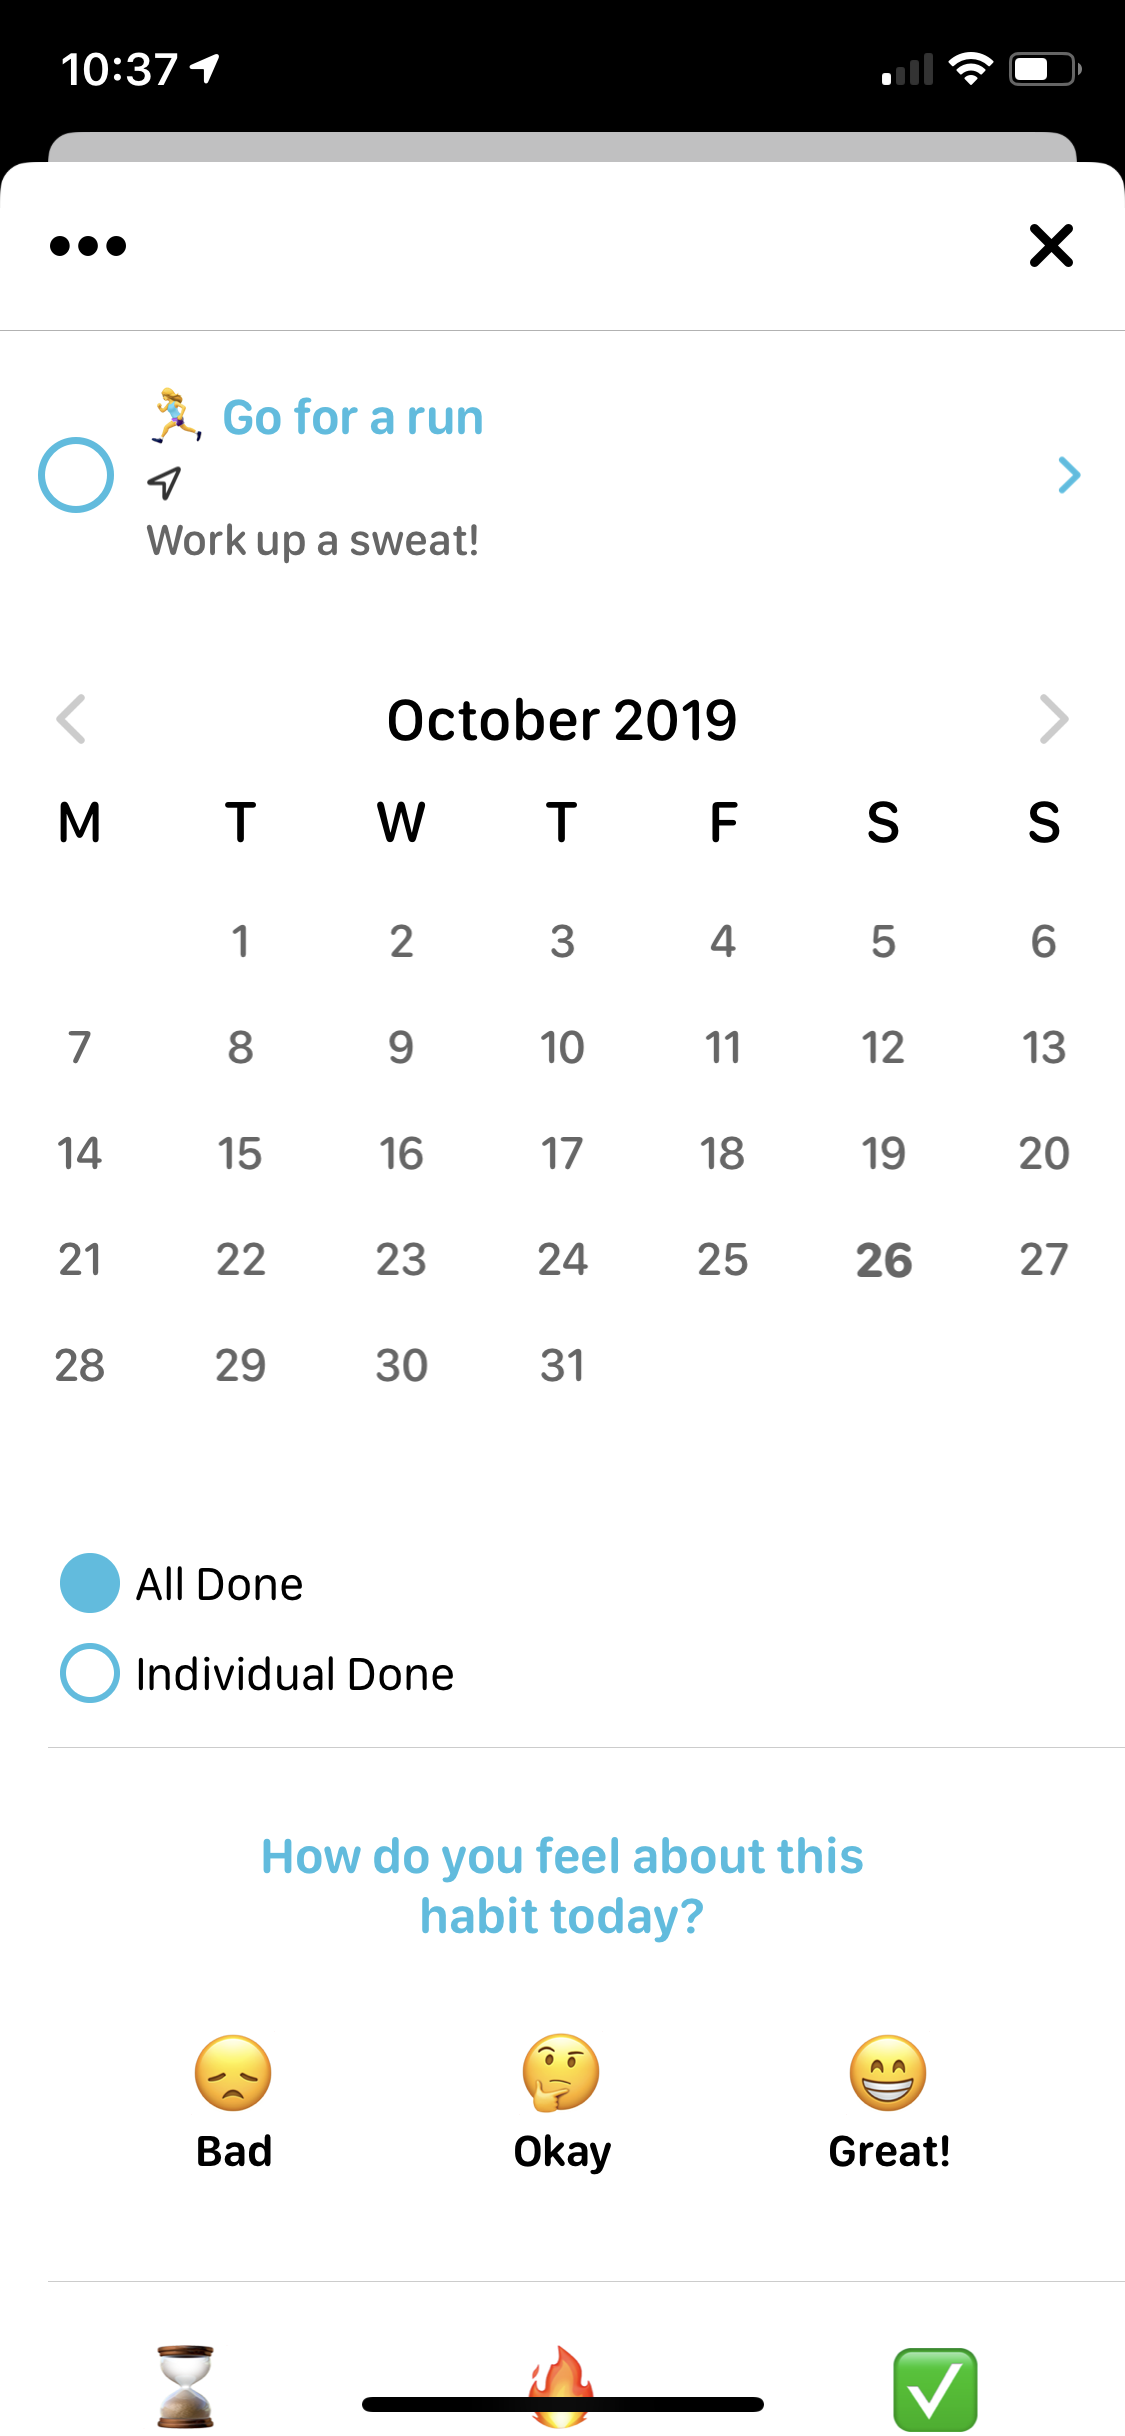 10:37
Go for a run
Work up a sweat!
October 2019
M T W T F S S
1 2 3 4 5 6
7 8 9 10 11 12 13
14 15 16 17 18 19 20
21 22 23 24 25 26 27
28 29 30 31
All Done
Individual Done
How do you feel about this
habit today?
Bad Okay Great!